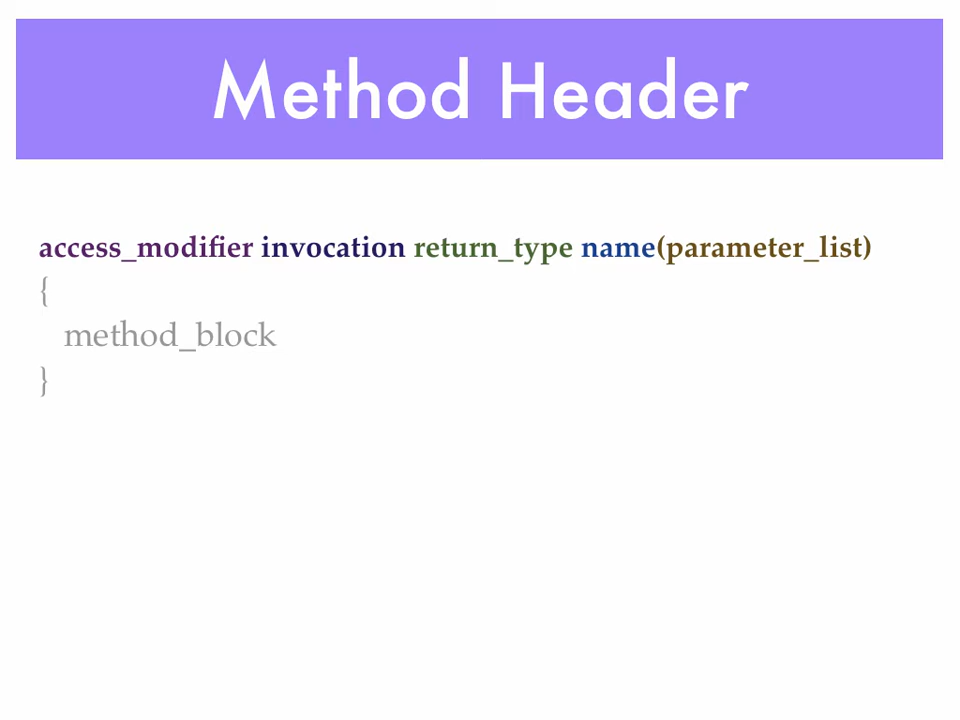 Method Header
access_modifier invocation return_type name(parameter_list)
{
method_block
}